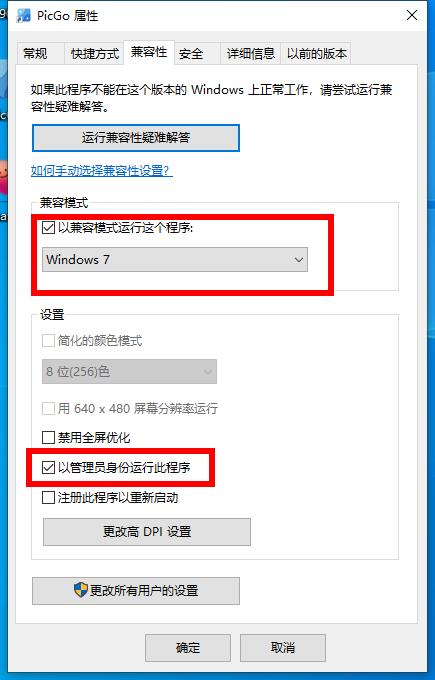 PicGo 属性
常规 快捷方式 兼容性 安全 详细信息 以前的版本
如果此程序不能在这个版本的 Windows 上正常工作，请尝试运行兼
容性疑难解答。
运行兼容性疑难解答
如何手动选择兼容性设置?
兼容模式
以兼容模式运行这个程序:
Windows 7
设置
简化的颜色模式
8 位(256)色
用 640 x 480 屏幕分辨率运行
禁用全屏优化
以管理员身份运行此程序
注册此程序以重新启动
更改高 DPI 设置
更改所有用户的设置
确定 取消